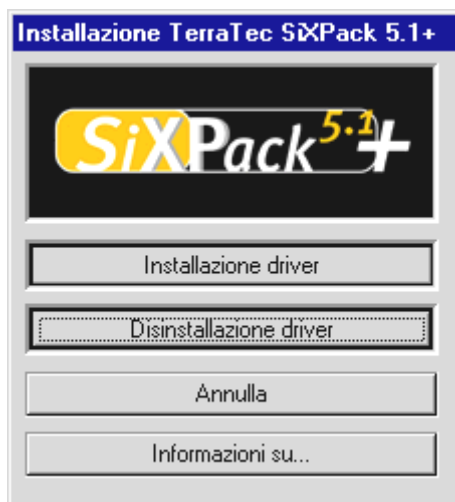 Installazione TerraTec SiXPack 5.1+
SiXPack 5.1+
Installazione driver
Disinstallazione driver
Annulla
Informazioni su...